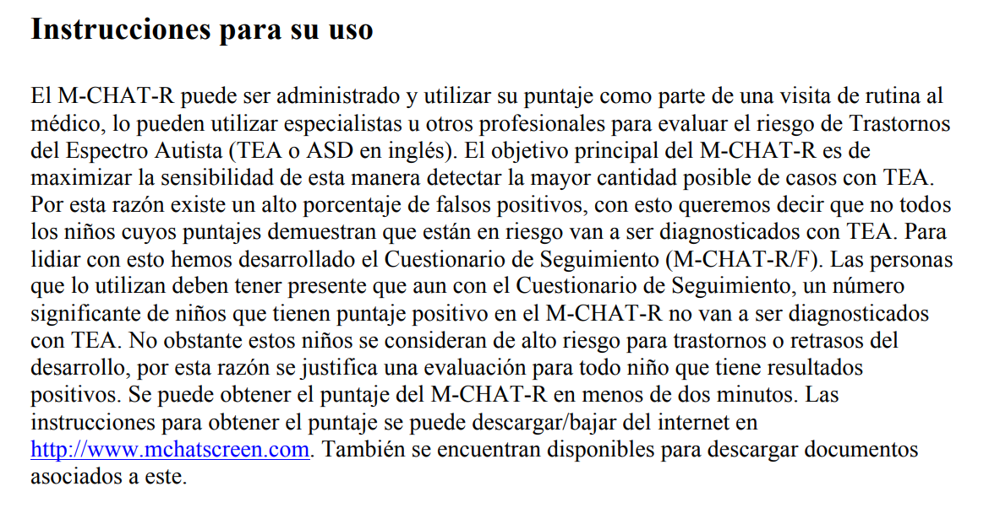 Instrucciones para su uso
El M-CHAT-R puede ser administrado y utilizar su puntaje como parte de una visita de rutina al
médico, lo pueden utilizar especialistas u otros profesionales para evaluar el riesgo de Trastornos
del Espectro Autista (TEA o ASD en inglés). El objetivo principal del M-CHAT-R es de
maximizar la sensibilidad de esta manera detectar la mayor cantidad posible de casos con TEA.
Por esta razón existe un alto porcentaje de falsos positivos, con esto queremos decir que no todos
los niños cuyos puntajes demuestran que están en riesgo van a ser diagnosticados con TEA. Para
lidiar con esto hemos desarrollado el Cuestionario de Seguimiento (M-CHAT-R/F). Las personas
que lo utilizan deben tener presente que aun con el Cuestionario de Seguimiento, un número
significante de niños que tienen puntaje positivo en el M-CHAT-R no van a ser diagnosticados
con TEA. No obstante estos niños se consideran de alto riesgo para trastornos o retrasos del
desarrollo, por esta razón se justifica una evaluación para todo niño que tiene resultados
positivos. Se puede obtener el puntaje del M-CHAT-R en menos de dos minutos. Las
instrucciones para obtener el puntaje se puede descargar/bajar del internet en
http://www.mchatscreen.com. También se encuentran disponibles para descargar documentos
asociados a este.